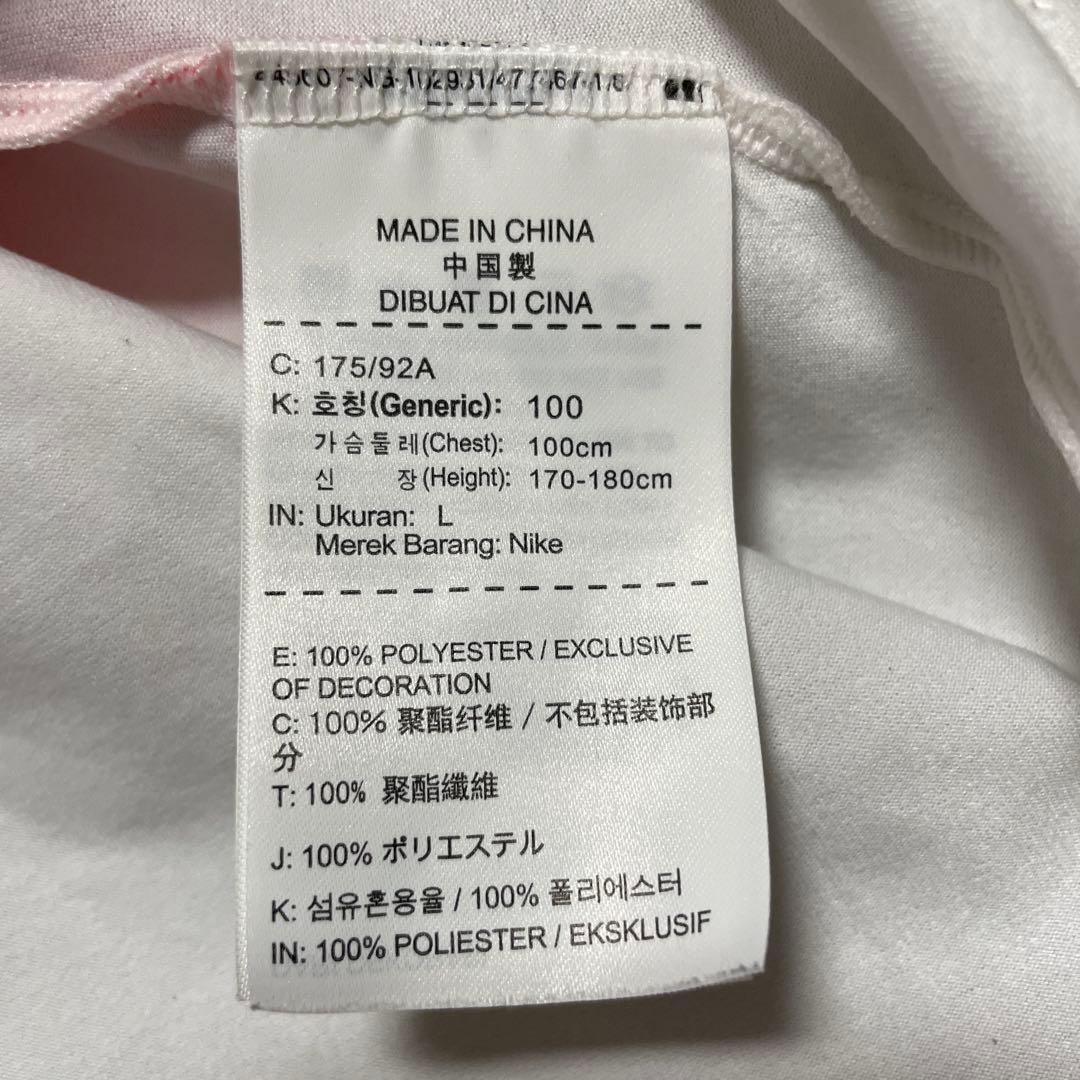 MADE IN CHINA
中国製
DIBUAT DI CINA
C: 175/92A
K: 호칭(Generic): 100
가슴둘레(Chest): 100cm
신 장(Height): 170-180cm
IN: Ukuran: L
Merek Barang: Nike
E: 100% POLYESTER / EXCLUSIVE
OF DECORATION
C: 100% 聚酯纤维 / 不包括装饰部
分
T: 100% 聚酯纖維
J: 100% ポリエステル
K: 섬유혼용율 / 100% 폴리에스터
IN: 100% POLIESTER / EKSKLUSIF